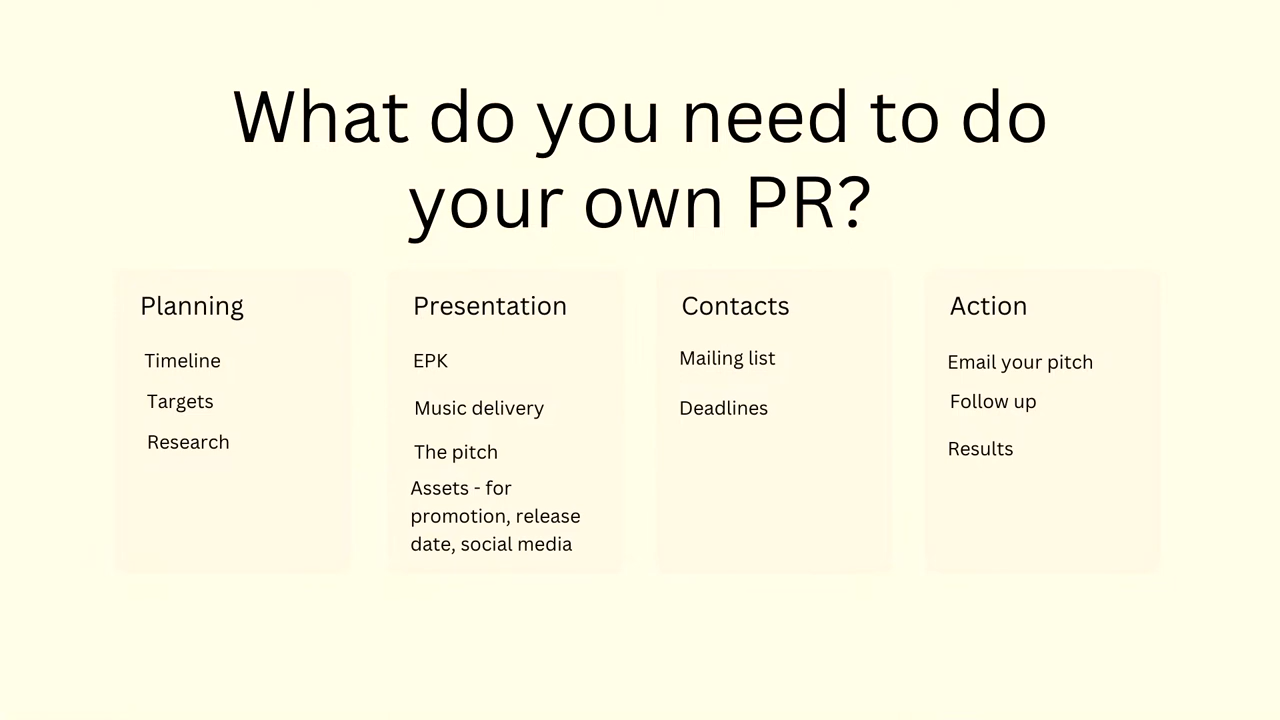 What do you need to do
your own PR?
Planning
Timeline
Targets
Research
Presentation
EPK
Music delivery
The pitch
Assets - for
promotion, release
date, social media
Contacts
Mailing list
Deadlines
Action
Email your pitch
Follow up
Results